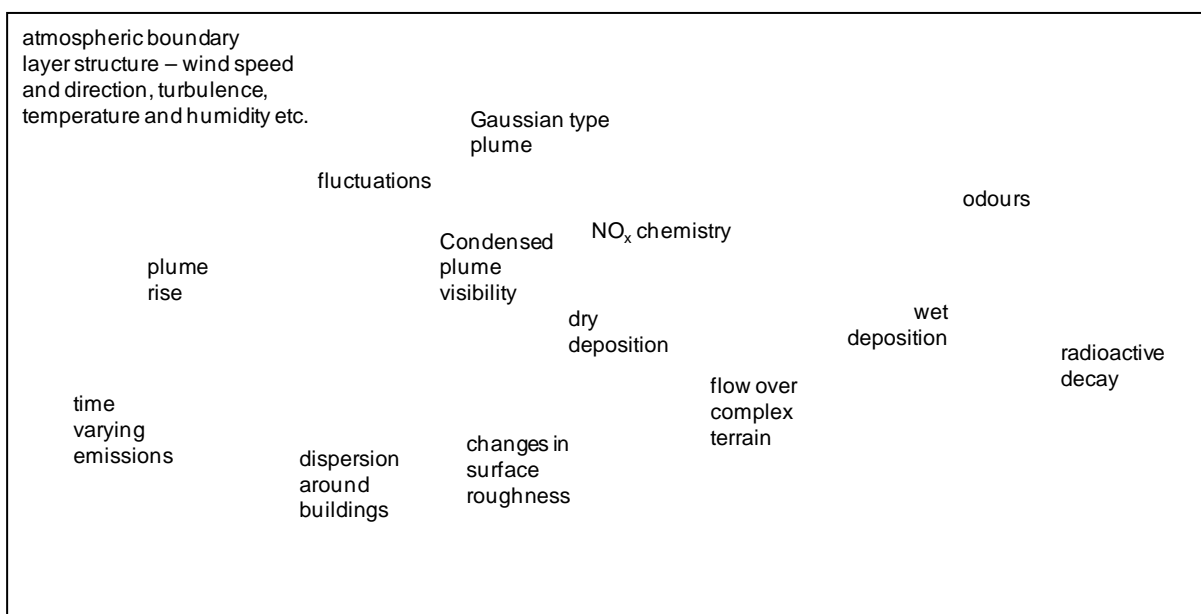 atmospheric boundary
layer structure – wind speed
and direction, turbulence,
temperature and humidity etc.
Gaussian type
plume
fluctuations
odours
NOx chemistry
Condensed
plume
visibility
plume
rise
dry
deposition
wet
deposition
radioactive
decay
flow over
complex
terrain
time
varying
emissions
changes in
surface
roughness
dispersion
around
buildings